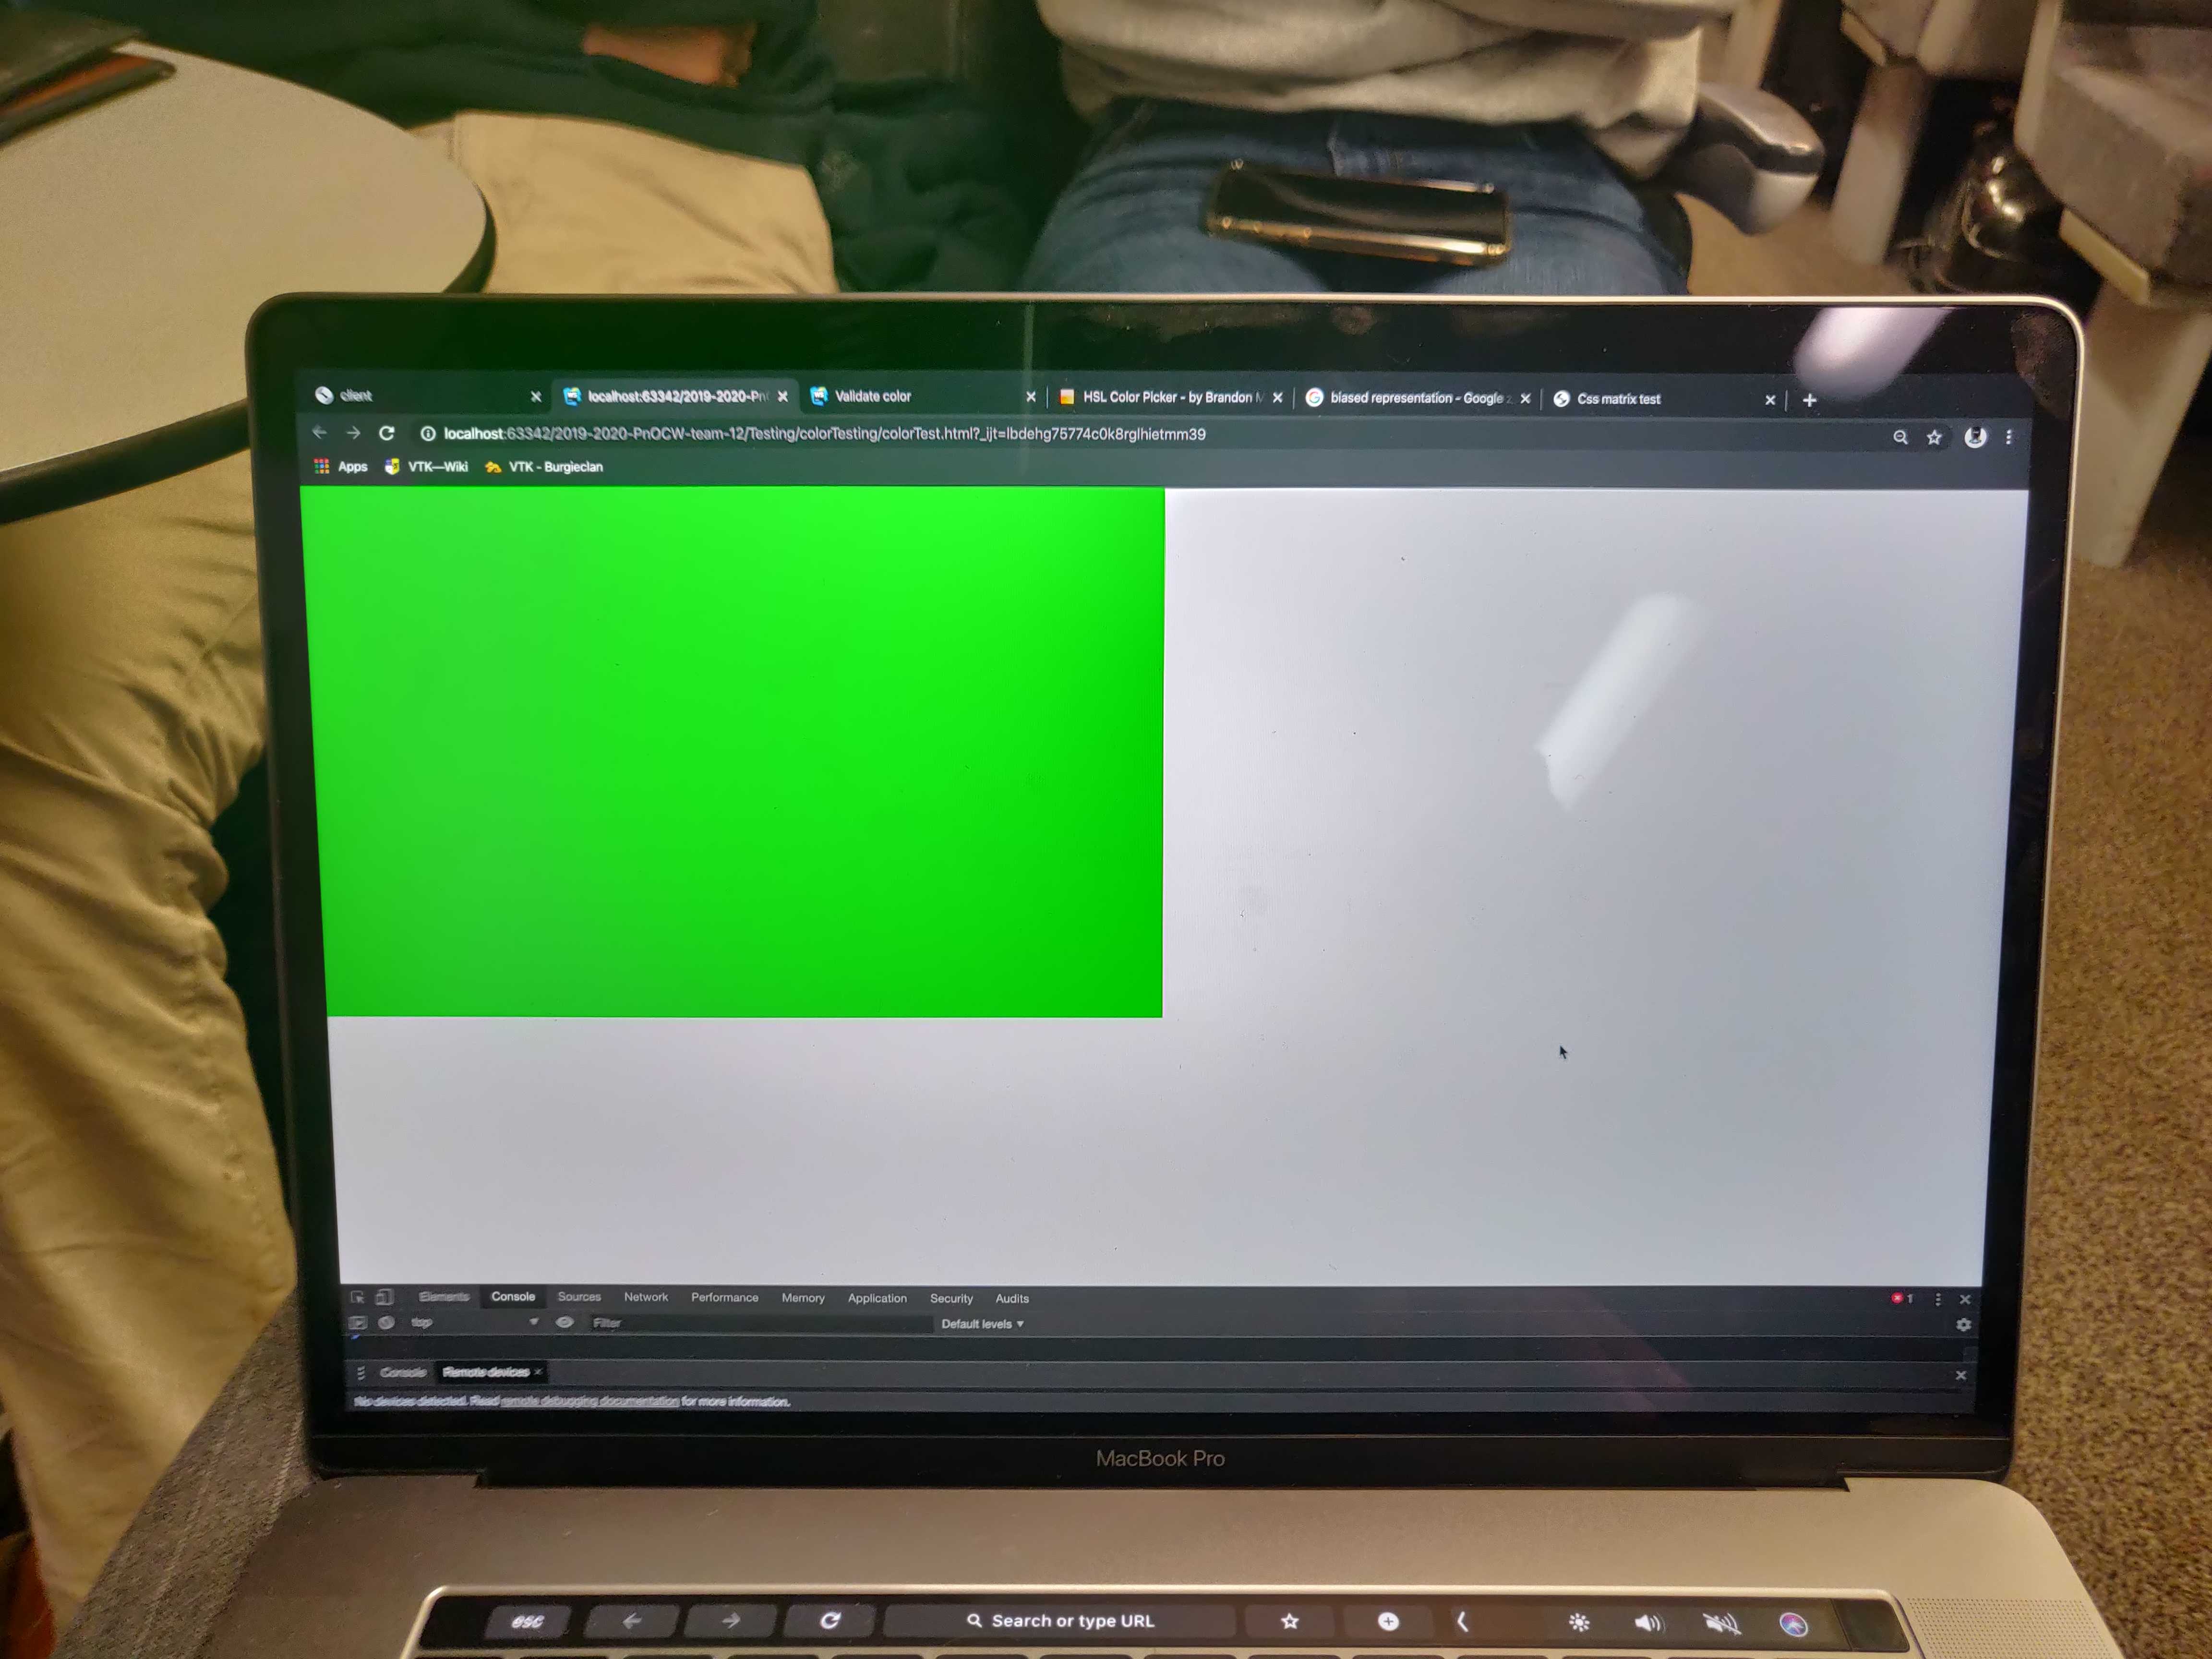 client
localhost:63342/2019-2020-Pn
Validate color
HSL Color Picker - by Brandon M
biased representation - Google z
Css matrix test
localhost:63342/2019-2020-PnOCW-team-12/Testing/colorTesting/colorTest.html?_ijt=lbdehg75774c0k8rglhietmm39
Apps
VTK—Wiki
VTK - Burgieclan
Elements
Console
Sources
Network
Performance
Memory
Application
Security
Audits
1
top
Filter
Default levels
Console
Remote devices
No devices detected. Read remote debugging documentation for more information.
MacBook Pro
esc
Search or type URL